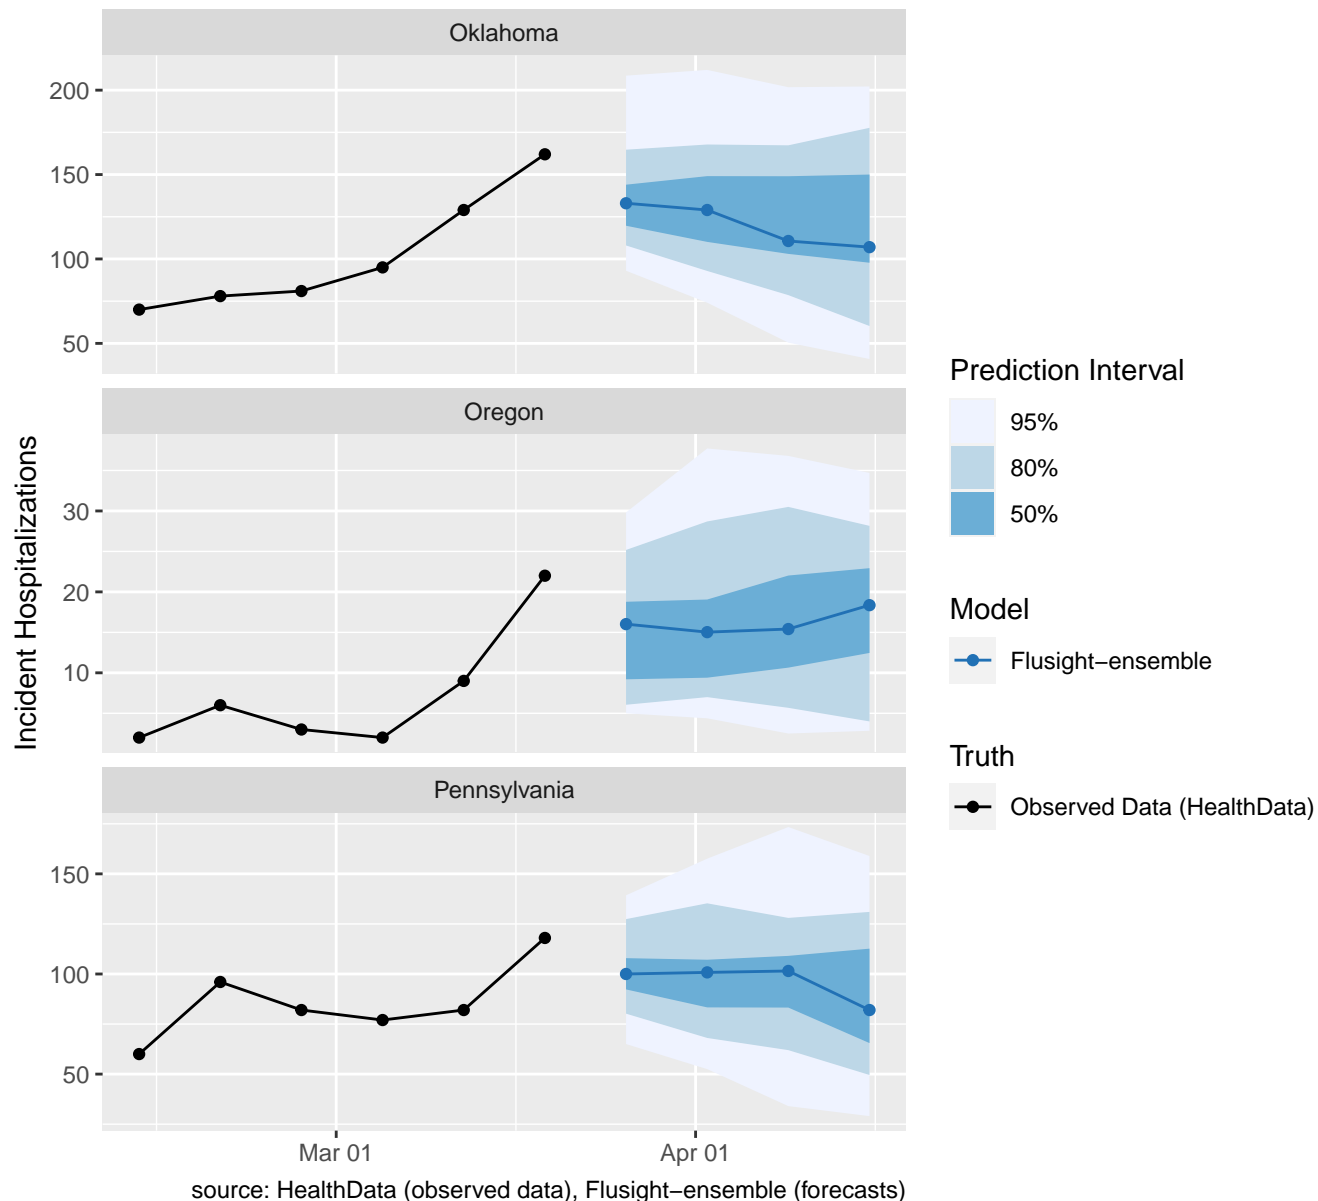 Oklahoma
200
150
100
50
Oregon
30
20
10
Pennsylvania
150
100
50
Mar 01
Apr 01
Incident Hospitalizations
source: HealthData (observed data), Flusight−ensemble (forecasts)
Prediction Interval
95%
80%
50%
Model
Flusight−ensemble
Truth
Observed Data (HealthData)